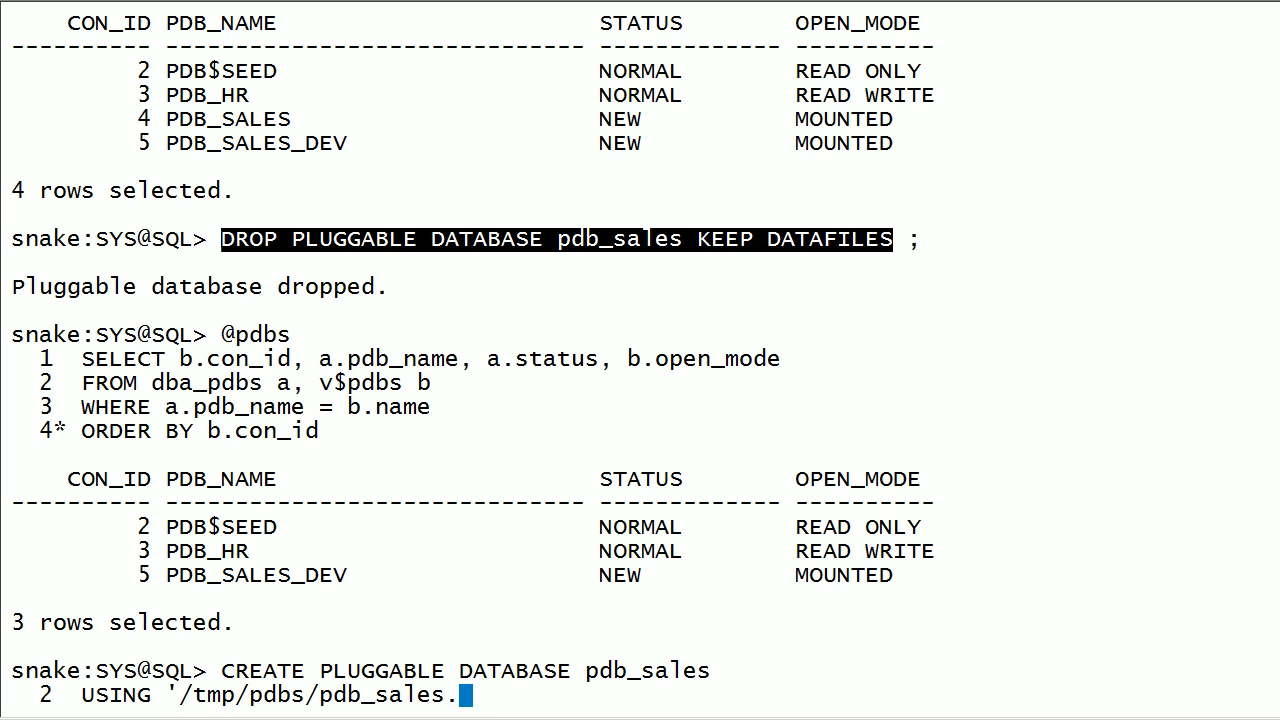 CON_ID PDB_NAME                       STATUS        OPEN_MODE
---------- ------------------------------ ------------- ----------
         2 PDB$SEED                       NORMAL        READ ONLY
         3 PDB_HR                         NORMAL        READ WRITE
         4 PDB_SALES                      NEW           MOUNTED
         5 PDB_SALES_DEV                  NEW           MOUNTED
4 rows selected.
snake:SYS@SQL> DROP PLUGGABLE DATABASE pdb_sales KEEP DATAFILES ;
Pluggable database dropped.
snake:SYS@SQL> @pdbs
  1  SELECT b.con_id, a.pdb_name, a.status, b.open_mode
  2  FROM dba_pdbs a, v$pdbs b
  3  WHERE a.pdb_name = b.name
  4* ORDER BY b.con_id
    CON_ID PDB_NAME                       STATUS        OPEN_MODE
---------- ------------------------------ ------------- ----------
         2 PDB$SEED                       NORMAL        READ ONLY
         3 PDB_HR                         NORMAL        READ WRITE
         5 PDB_SALES_DEV                  NEW           MOUNTED
3 rows selected.
snake:SYS@SQL> CREATE PLUGGABLE DATABASE pdb_sales
  2  USING '/tmp/pdbs/pdb_sales.